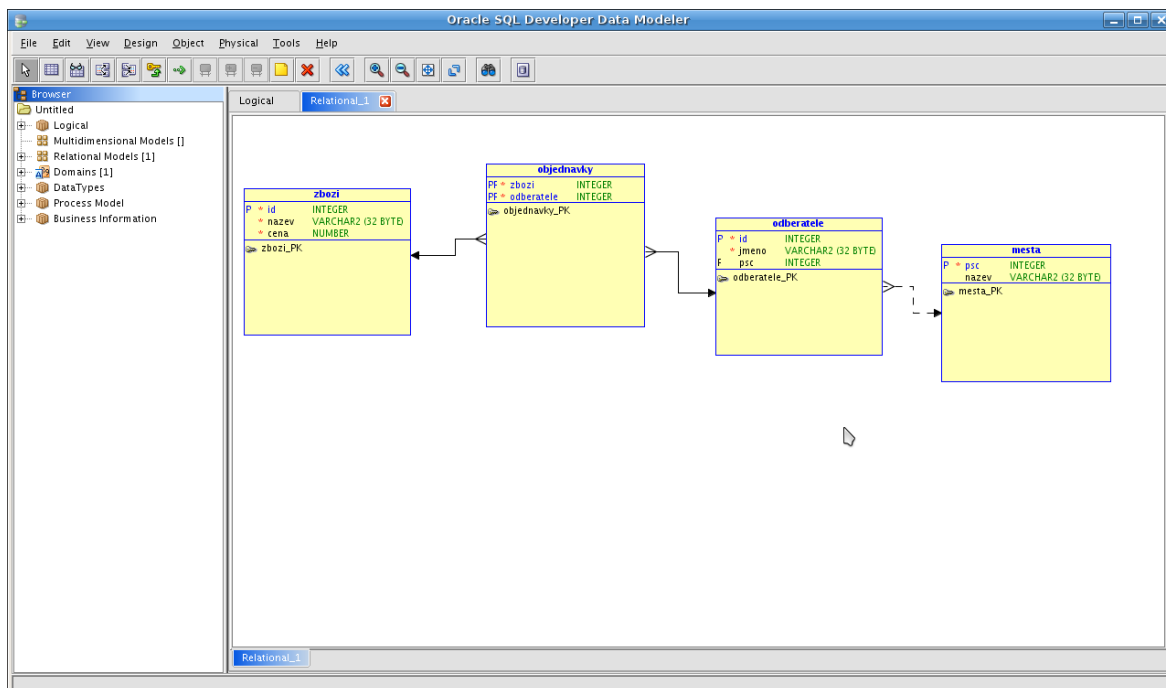 Oracle SQL Developer Data Modeler
File Edit View Design Object Physical Tools Help
Browser
Untitled
Logical
Multidimensional Models []
Relational Models [1]
Domains [1]
DataTypes
Process Model
Business Information
Logical Relational_1
zbozi
P * id INTEGER
* nazev VARCHAR2 (32 BYTE)
* cena NUMBER
zbozi_PK
objednavky
PF * zbozi INTEGER
PF * odberatele INTEGER
objednavky_PK
odberatele
P * id INTEGER
* jmeno VARCHAR2 (32 BYTE)
F psc INTEGER
odberatele_PK
mesta
P * psc INTEGER
nazev VARCHAR2 (32 BYTE)
mesta_PK
Relational_1